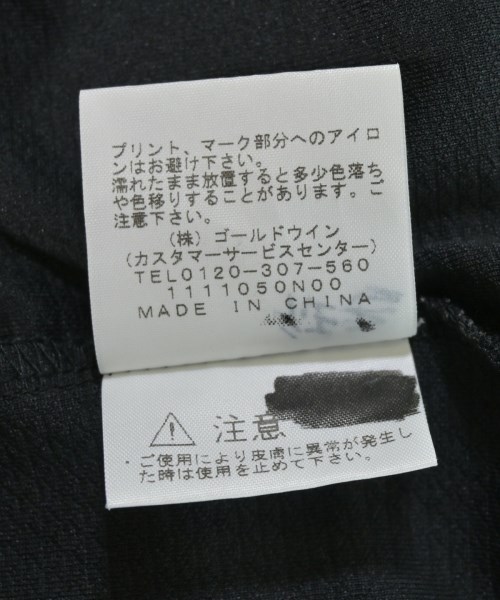 プリント、マーク部分へのアイロ
ンはお避け下さい。
濡れたまま放置すると多少色落ち
や色移りすることがあります。ご
注意下さい。
(株)ゴールドウイン
(カスタマーサービスセンター)
TEL0120-307-560
1111050N00
MADE IN CHINA
注意
・ご使用により皮膚に異常が発生し
た時は使用を止めて下さい。